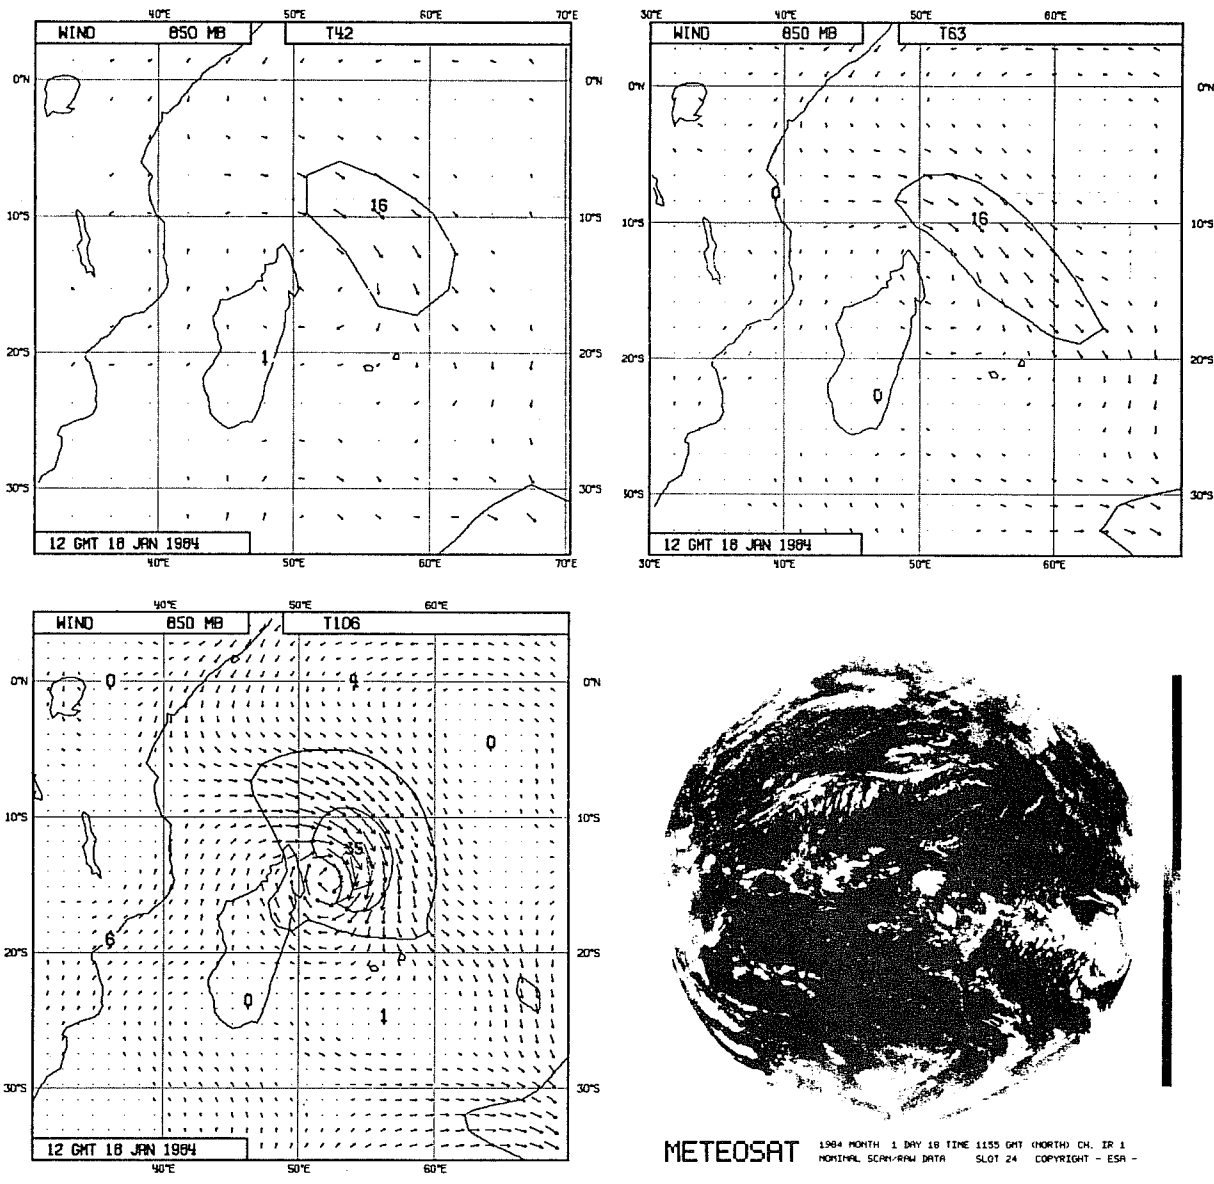 40°E 50°E 60°E 70°E
WIND 850 MB T42
0°N 0°N
16
10°S 10°S
1
20°S 20°S
30°S 30°S
12 GMT 18 JAN 1984
40°E 50°E 60°E 70°E
30°E 40°E 50°E 60°E
WIND 850 MB T63
0°N 0°N
0
16
10°S 10°S
20°S 20°S
0
30°S 30°S
12 GMT 18 JAN 1984
30°E 40°E 50°E 60°E
40°E 50°E 60°E
WIND 850 MB T106
0°N 0 0°N
0
10°S 10°S
35
6
20°S 20°S
0
1
30°S 30°S
12 GMT 18 JAN 1984
40°E 50°E 60°E
METEOSAT
1984 MONTH 1 DAY 18 TIME 1155 GMT (NORTH) CH. IR 1
NOMINAL SCAN/RAW DATA SLOT 24 COPYRIGHT - ESA -